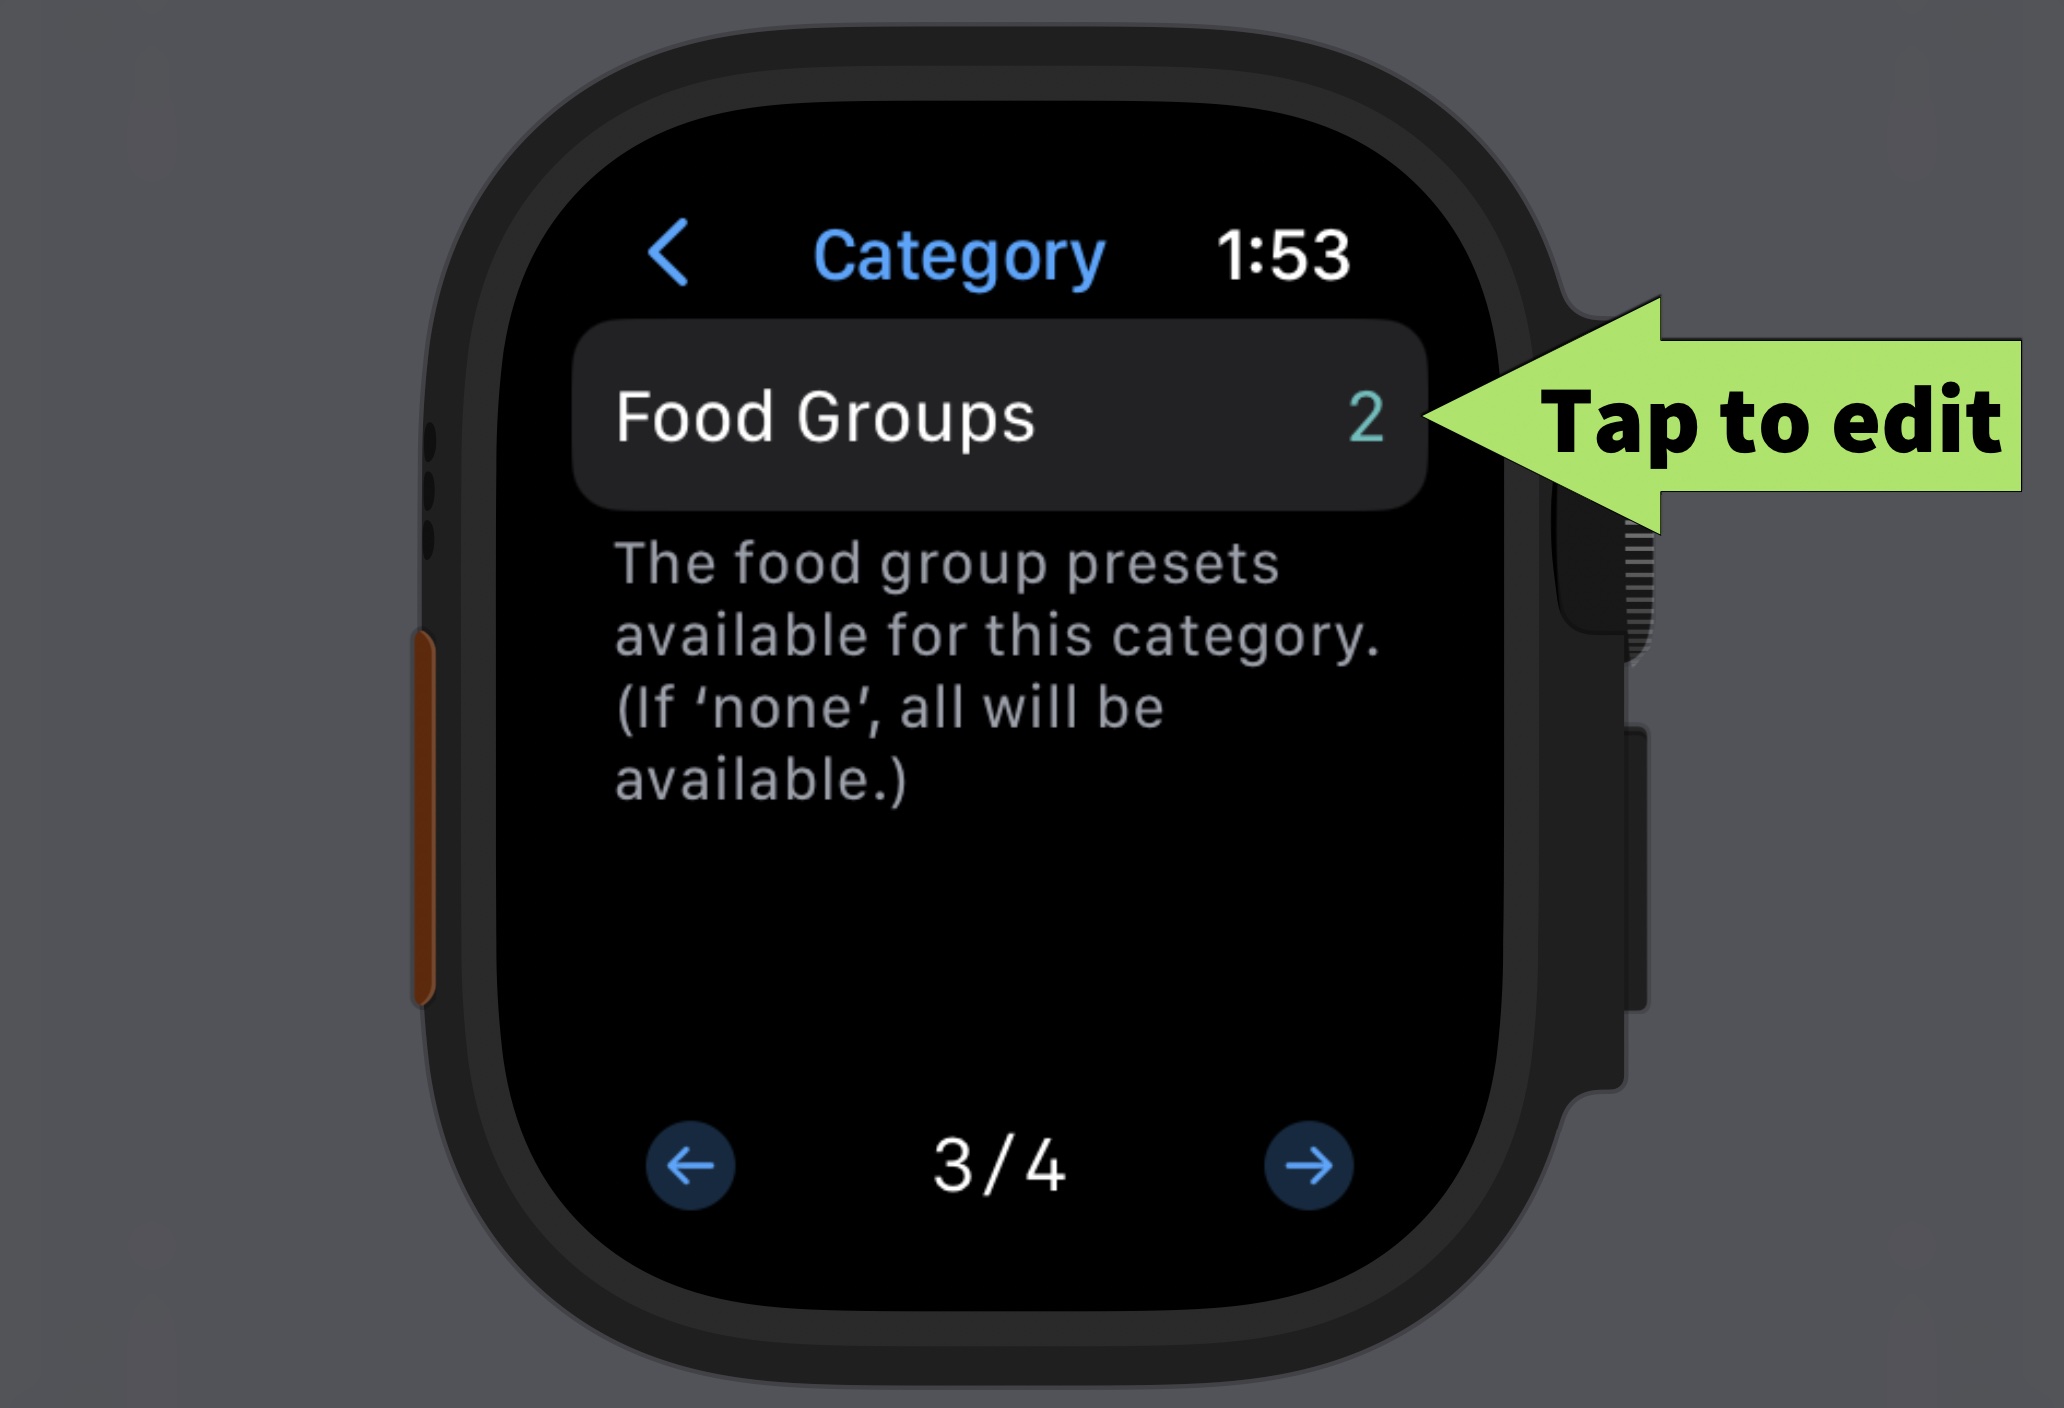 Category 1:53
Food Groups 2
Tap to edit
The food group presets
available for this category.
(If ‘none’, all will be
available.)
3/4